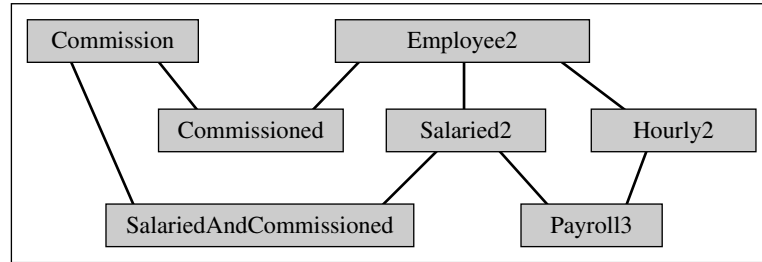 Commission
Employee2
Commissioned
Salaried2
Hourly2
SalariedAndCommissioned
Payroll3